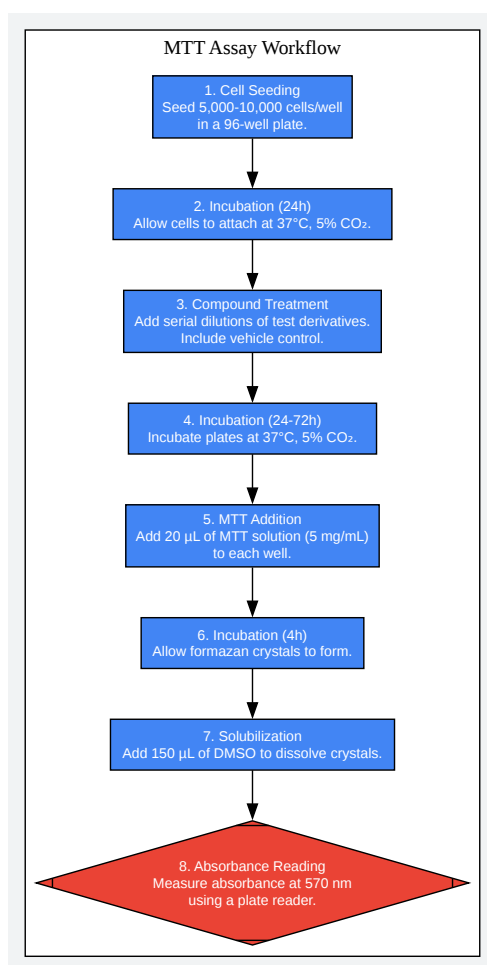 MTT Assay Workflow
1. Cell Seeding
Seed 5,000-10,000 cells/well
in a 96-well plate.
2. Incubation (24h)
Allow cells to attach at 37°C, 5% CO₂.
3. Compound Treatment
Add serial dilutions of test derivatives.
Include vehicle control.
4. Incubation (24-72h)
Incubate plates at 37°C, 5% CO₂.
5. MTT Addition
Add 20 µL of MTT solution (5 mg/mL)
to each well.
6. Incubation (4h)
Allow formazan crystals to form.
7. Solubilization
Add 150 µL of DMSO to dissolve crystals.
8. Absorbance Reading
Measure absorbance at 570 nm
using a plate reader.